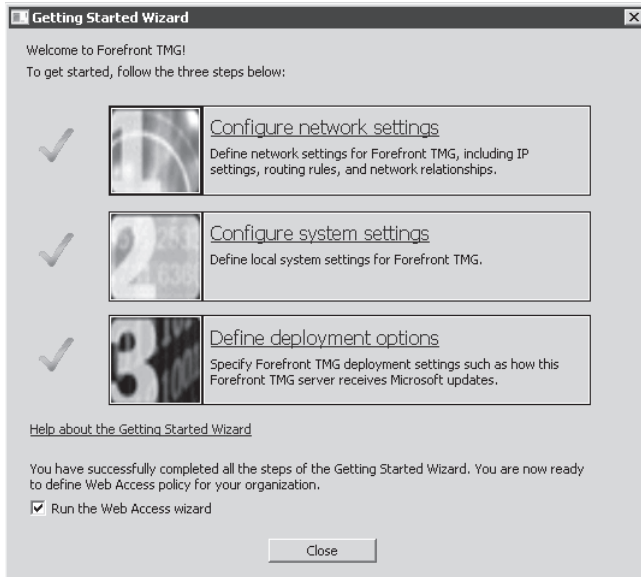 Getting Started Wizard
Welcome to Forefront TMG!
To get started, follow the three steps below:
1
Configure network settings
Define network settings for Forefront TMG, including IP
settings, routing rules, and network relationships.
2
Configure system settings
Define local system settings for Forefront TMG.
3
Define deployment options
Specify Forefront TMG deployment settings such as how this
Forefront TMG server receives Microsoft updates.
Help about the Getting Started Wizard
You have successfully completed all the steps of the Getting Started Wizard. You are now ready
to define Web Access policy for your organization.
Run the Web Access wizard
Close